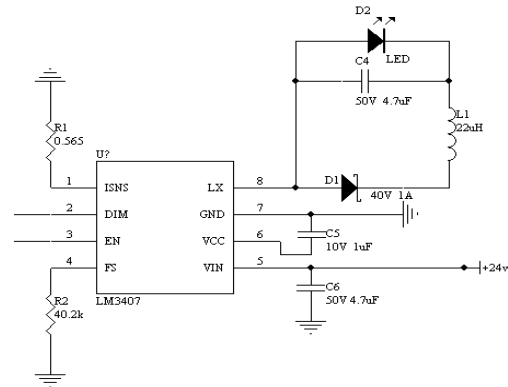 D2
LED
C4
50V 4.7uF
L1
22uH
R1
0.565
U?
D1
40V 1A
1 ISNS LX 8
2 DIM GND 7
C5
10V 1uF
3 EN VCC 6
4 FS VIN 5
+24v
LM3407
R2
40.2k
C6
50V 4.7uF